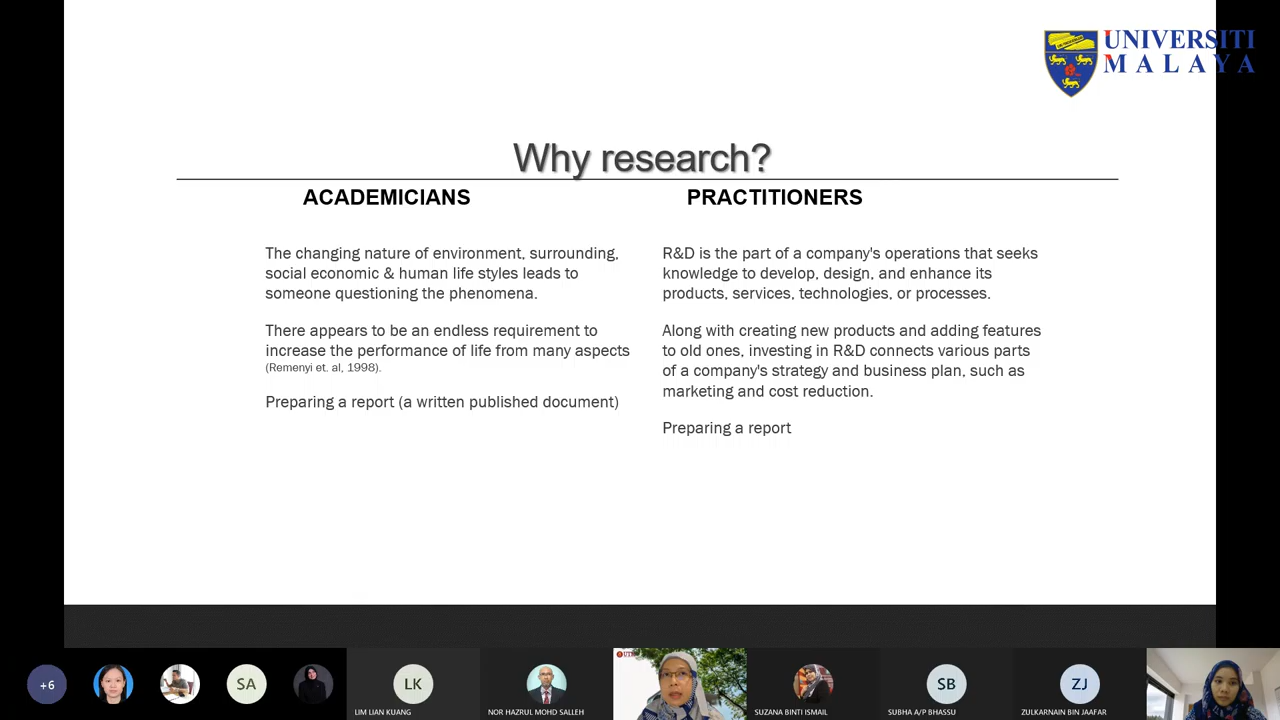 UNIVERSITI
MALAYA
Why research?
ACADEMICIANS
The changing nature of environment, surrounding,
social economic & human life styles leads to
someone questioning the phenomena.
There appears to be an endless requirement to
increase the performance of life from many aspects
(Remenyi et. al, 1998).
Preparing a report (a written published document)
PRACTITIONERS
R&D is the part of a company's operations that seeks
knowledge to develop, design, and enhance its
products, services, technologies, or processes.
Along with creating new products and adding features
to old ones, investing in R&D connects various parts
of a company's strategy and business plan, such as
marketing and cost reduction.
Preparing a report
+6
SA
LK
LIM LIAN KUANG
NOR HAZRUL MOHD SALLEH
SUZANA BINTI ISMAIL
SB
SUBHA A/P BHASSU
ZJ
ZULKARNAIN BIN JAAFAR